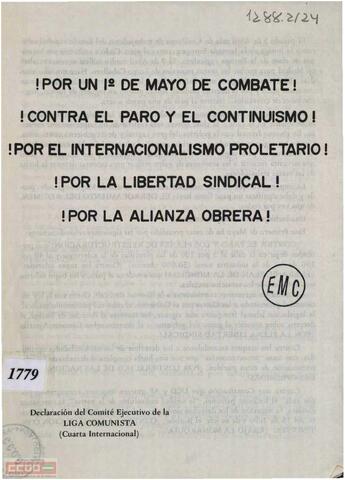 1288.2/24
!POR UN 1º DE MAYO DE COMBATE!
!CONTRA EL PARO Y EL CONTINUISMO!
!POR EL INTERNACIONALISMO PROLETARIO!
!POR LA LIBERTAD SINDICAL!
!POR LA ALIANZA OBRERA!
EMC
1779
Declaración del Comité Ejecutivo de la
LIGA COMUNISTA
(Cuarta Internacional)
CCOO